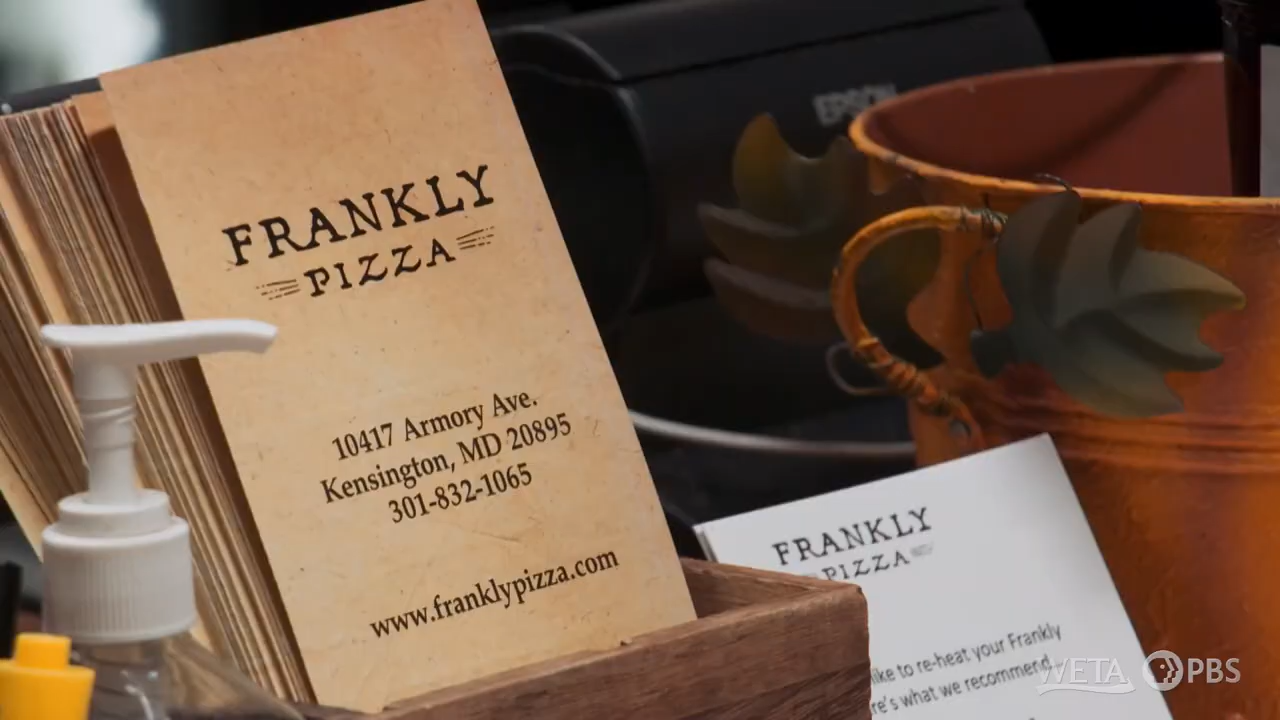 FRANKLY
PIZZA
10417 Armory Ave.
Kensington, MD 20895
301-832-1065
www.franklypizza.com
EPSON
FRANKLY
PIZZA
like to re-heat your Frankly
re's what we recommend...
WETA PBS